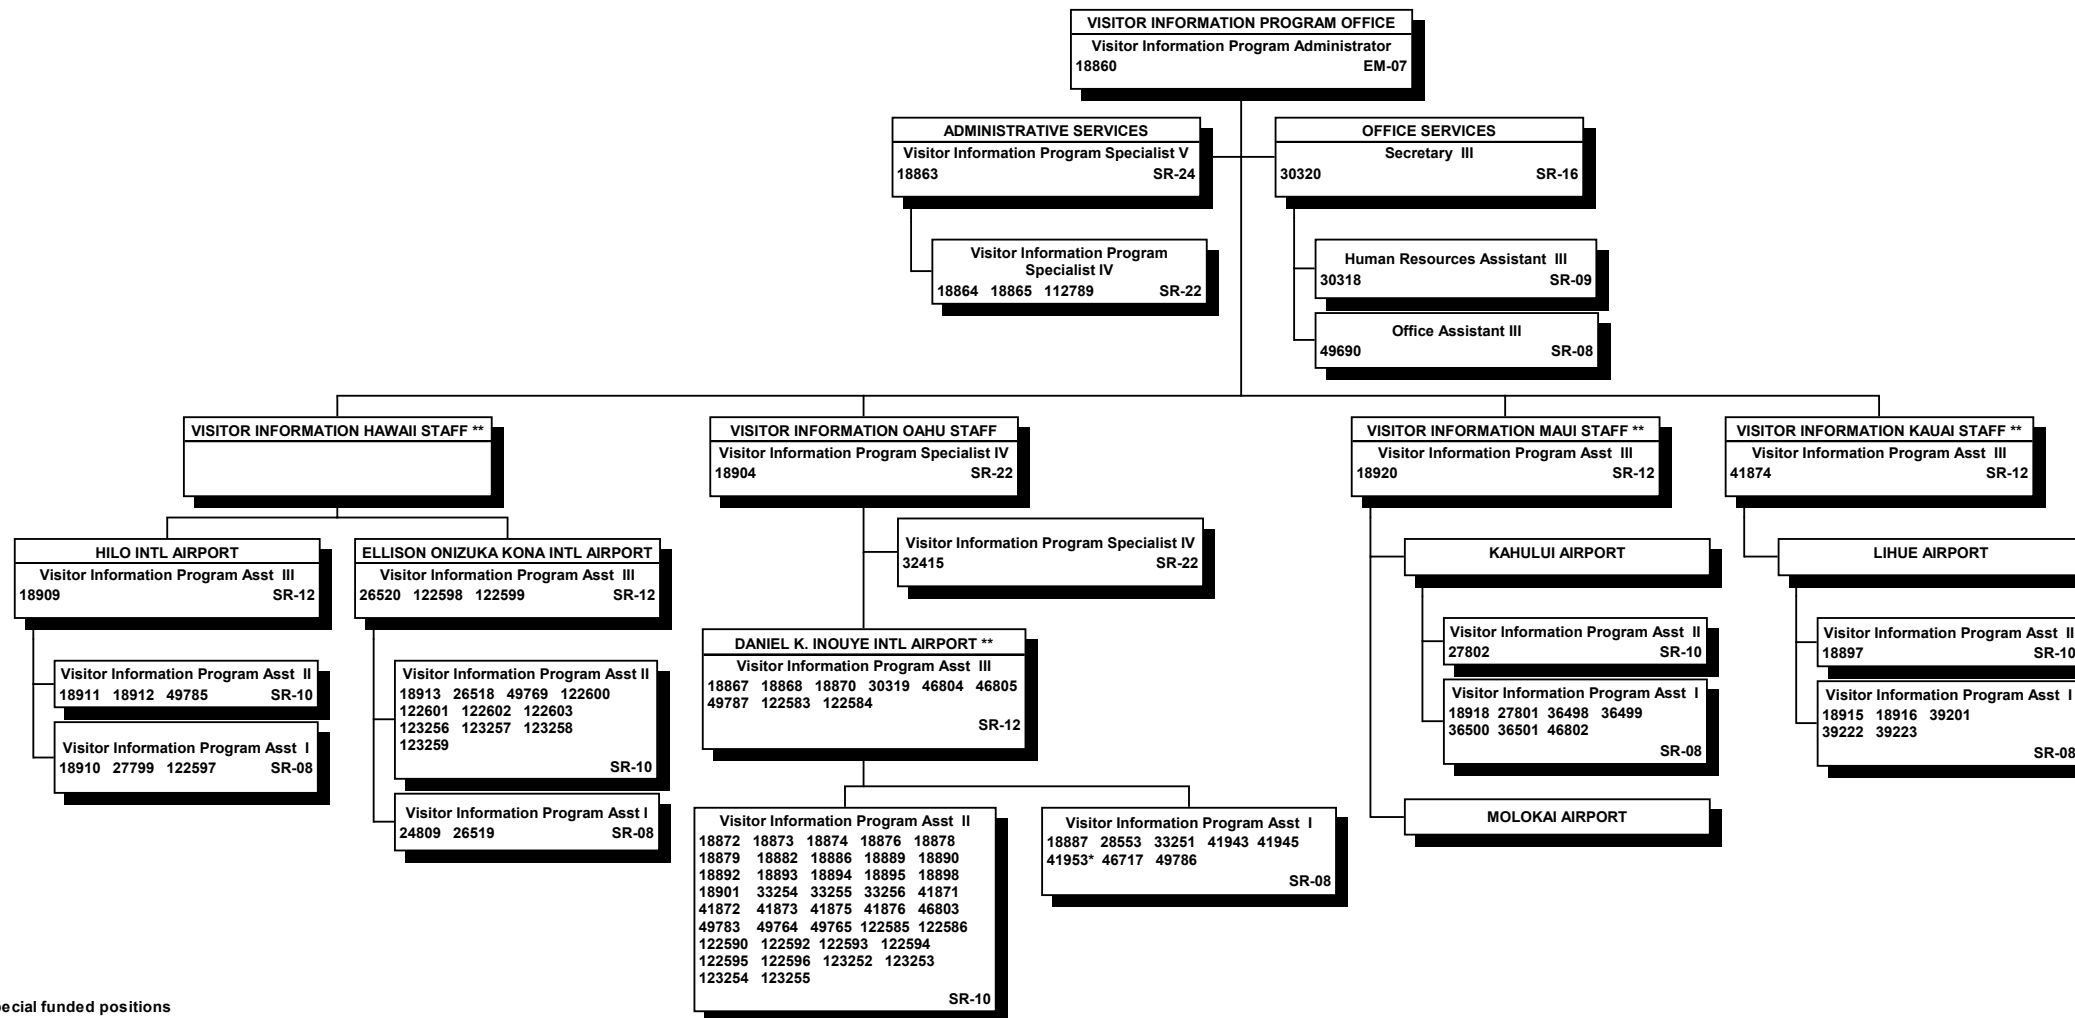 VISITOR INFORMATION PROGRAM OFFICE
Visitor Information Program Administrator
18860 EM-07
ADMINISTRATIVE SERVICES
Visitor Information Program Specialist V
18863 SR-24
Visitor Information Program
Specialist IV
18864 18865 112789 SR-22
OFFICE SERVICES
Secretary III
30320 SR-16
Human Resources Assistant III
30318 SR-09
Office Assistant III
49690 SR-08
VISITOR INFORMATION HAWAII STAFF **
HILO INTL AIRPORT
Visitor Information Program Asst III
18909 SR-12
Visitor Information Program Asst II
18911 18912 49785 SR-10
Visitor Information Program Asst I
18910 27799 122597 SR-08
ELLISON ONIZUKA KONA INTL AIRPORT
Visitor Information Program Asst III
26520 122598 122599 SR-12
Visitor Information Program Asst II
18913 26518 49769 122600
122601 122602 122603
123256 123257 123258
123259
SR-10
Visitor Information Program Asst I
24809 26519 SR-08
VISITOR INFORMATION OAHU STAFF
Visitor Information Program Specialist IV
18904 SR-22
Visitor Information Program Specialist IV
32415 SR-22
DANIEL K. INOUYE INTL AIRPORT **
Visitor Information Program Asst III
18867 18868 18870 30319 46804 46805
49787 122583 122584
SR-12
Visitor Information Program Asst II
18872 18873 18874 18876 18878
18879 18882 18886 18889 18890
18892 18893 18894 18895 18898
18901 33254 33255 33256 41871
41872 41873 41875 41876 46803
49783 49764 49765 122585 122586
122590 122592 122593 122594
122595 122596 123252 123253
123254 123255
SR-10
Visitor Information Program Asst I
18887 28553 33251 41943 41945
41953* 46717 49786
SR-08
VISITOR INFORMATION MAUI STAFF **
Visitor Information Program Asst III
18920 SR-12
KAHULUI AIRPORT
Visitor Information Program Asst II
27802 SR-10
Visitor Information Program Asst I
18918 27801 36498 36499
36500 36501 46802
SR-08
MOLOKAI AIRPORT
VISITOR INFORMATION KAUAI STAFF **
Visitor Information Program Asst III
41874 SR-12
LIHUE AIRPORT
Visitor Information Program Asst II
18897 SR-10
Visitor Information Program Asst I
18915 18916 39201
39222 39223
SR-08
pecial funded positions